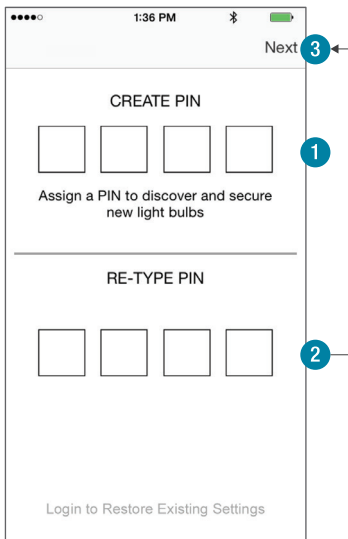 1:36 PM
Next 3
CREATE PIN
1
Assign a PIN to discover and secure
new light bulbs
RE-TYPE PIN
2
Login to Restore Existing Settings